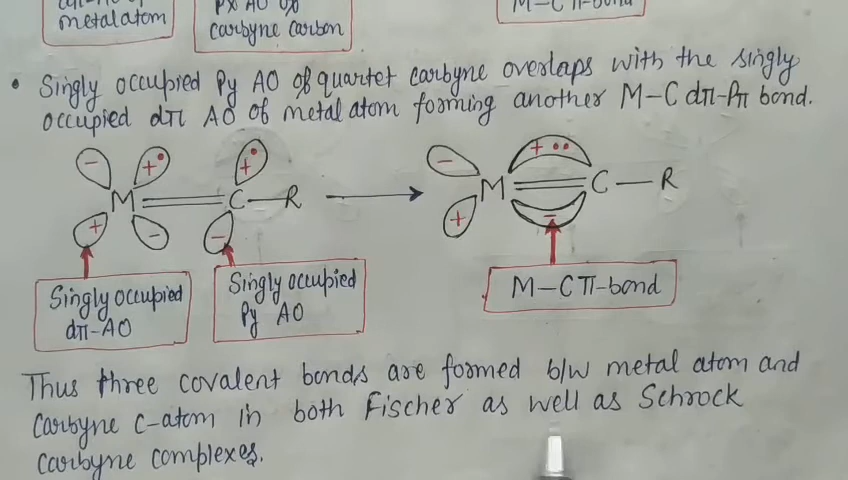 metal atom
Px AO of
carbyne carbon
M-C π-bond
• Singly occupied Py AO of quartet carbyne overlaps with the singly
occupied dπ AO of metal atom forming another M-C dπ-Pπ bond.
− +• +•
M C-R
+ − −
− + ••
M C-R
+ −
Singly occupied
dπ-AO
Singly occupied
Py AO
M-C π-bond
Thus three covalent bonds are formed b/w metal atom and
carbyne C-atom in both Fischer as well as Schrock
carbyne complexes.